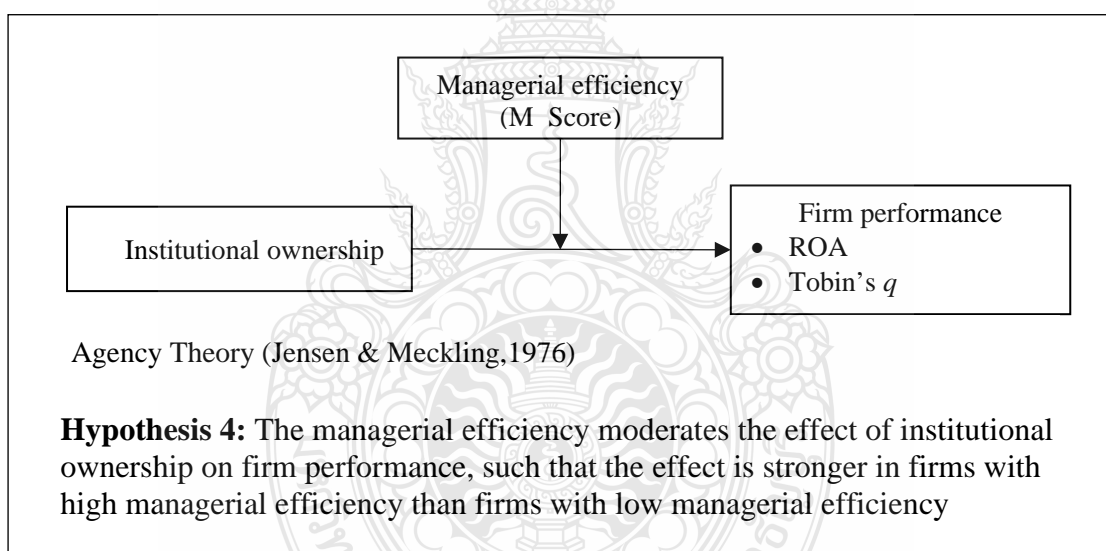 Managerial efficiency
(M_Score)
Institutional ownership
Firm performance
• ROA
• Tobin's q
Agency Theory (Jensen & Meckling,1976)
Hypothesis 4: The managerial efficiency moderates the effect of institutional
ownership on firm performance, such that the effect is stronger in firms with
high managerial efficiency than firms with low managerial efficiency